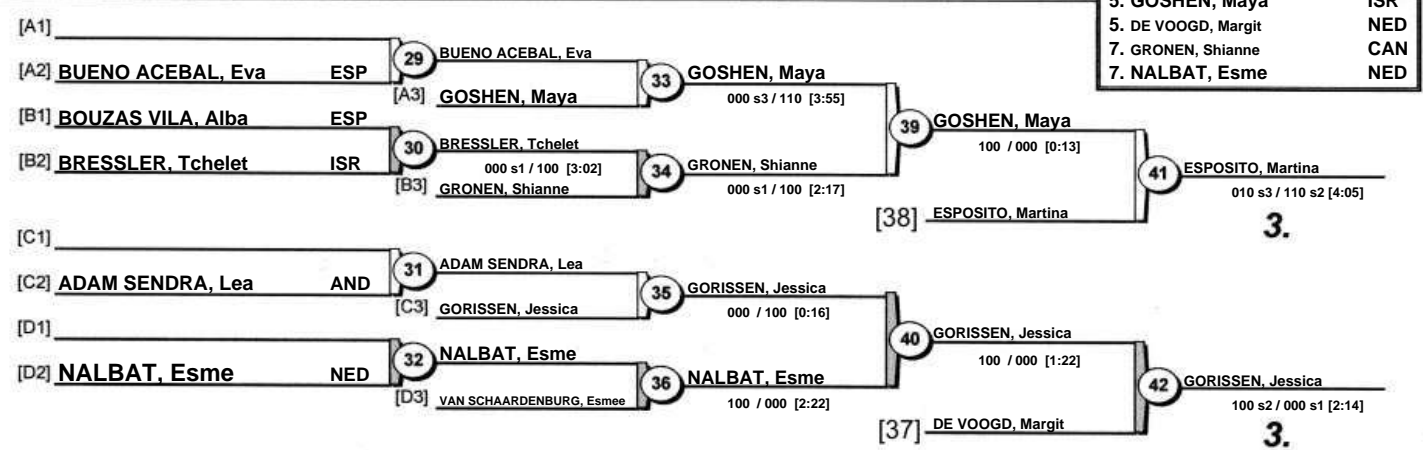 5. GOSHEN, Maya ISR
5. DE VOOGD, Margit NED
7. GRONEN, Shianne CAN
7. NALBAT, Esme NED
[A1]
[A2] BUENO ACEBAL, Eva ESP
29
BUENO ACEBAL, Eva
[A3] GOSHEN, Maya
33
GOSHEN, Maya
000 s3 / 110 [3:55]
[B1] BOUZAS VILA, Alba ESP
[B2] BRESSLER, Tchelet ISR
30
BRESSLER, Tchelet
000 s1 / 100 [3:02]
[B3] GRONEN, Shianne
34
GRONEN, Shianne
000 s1 / 100 [2:17]
39
GOSHEN, Maya
100 / 000 [0:13]
[38] ESPOSITO, Martina
41
ESPOSITO, Martina
010 s3 / 110 s2 [4:05]
3.
[C1]
[C2] ADAM SENDRA, Lea AND
31
ADAM SENDRA, Lea
[C3] GORISSEN, Jessica
35
GORISSEN, Jessica
000 / 100 [0:16]
[D1]
[D2] NALBAT, Esme NED
32
NALBAT, Esme
[D3] VAN SCHAARDENBURG, Esmee
36
NALBAT, Esme
100 / 000 [2:22]
40
GORISSEN, Jessica
100 / 000 [1:22]
[37] DE VOOGD, Margit
42
GORISSEN, Jessica
100 s2 / 000 s1 [2:14]
3.